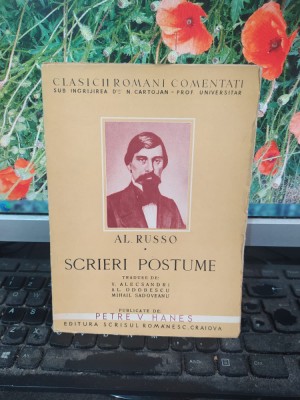 CLASICII ROMÂNI COMENTAȚI
SUB INGRIJIREA D-lui N. CARTOJAN - PROF. UNIVERSITAR
AL. RUSSO
SCRIERI POSTUME
TRADUSE DE:
V. ALECSANDRI
AL. ODOBESCU
MIHAIL SADOVEANU
PUBLICATE DE
PETRE V. HANEȘ
EDITURA SCRISUL ROMÂNESC, CRAIOVA